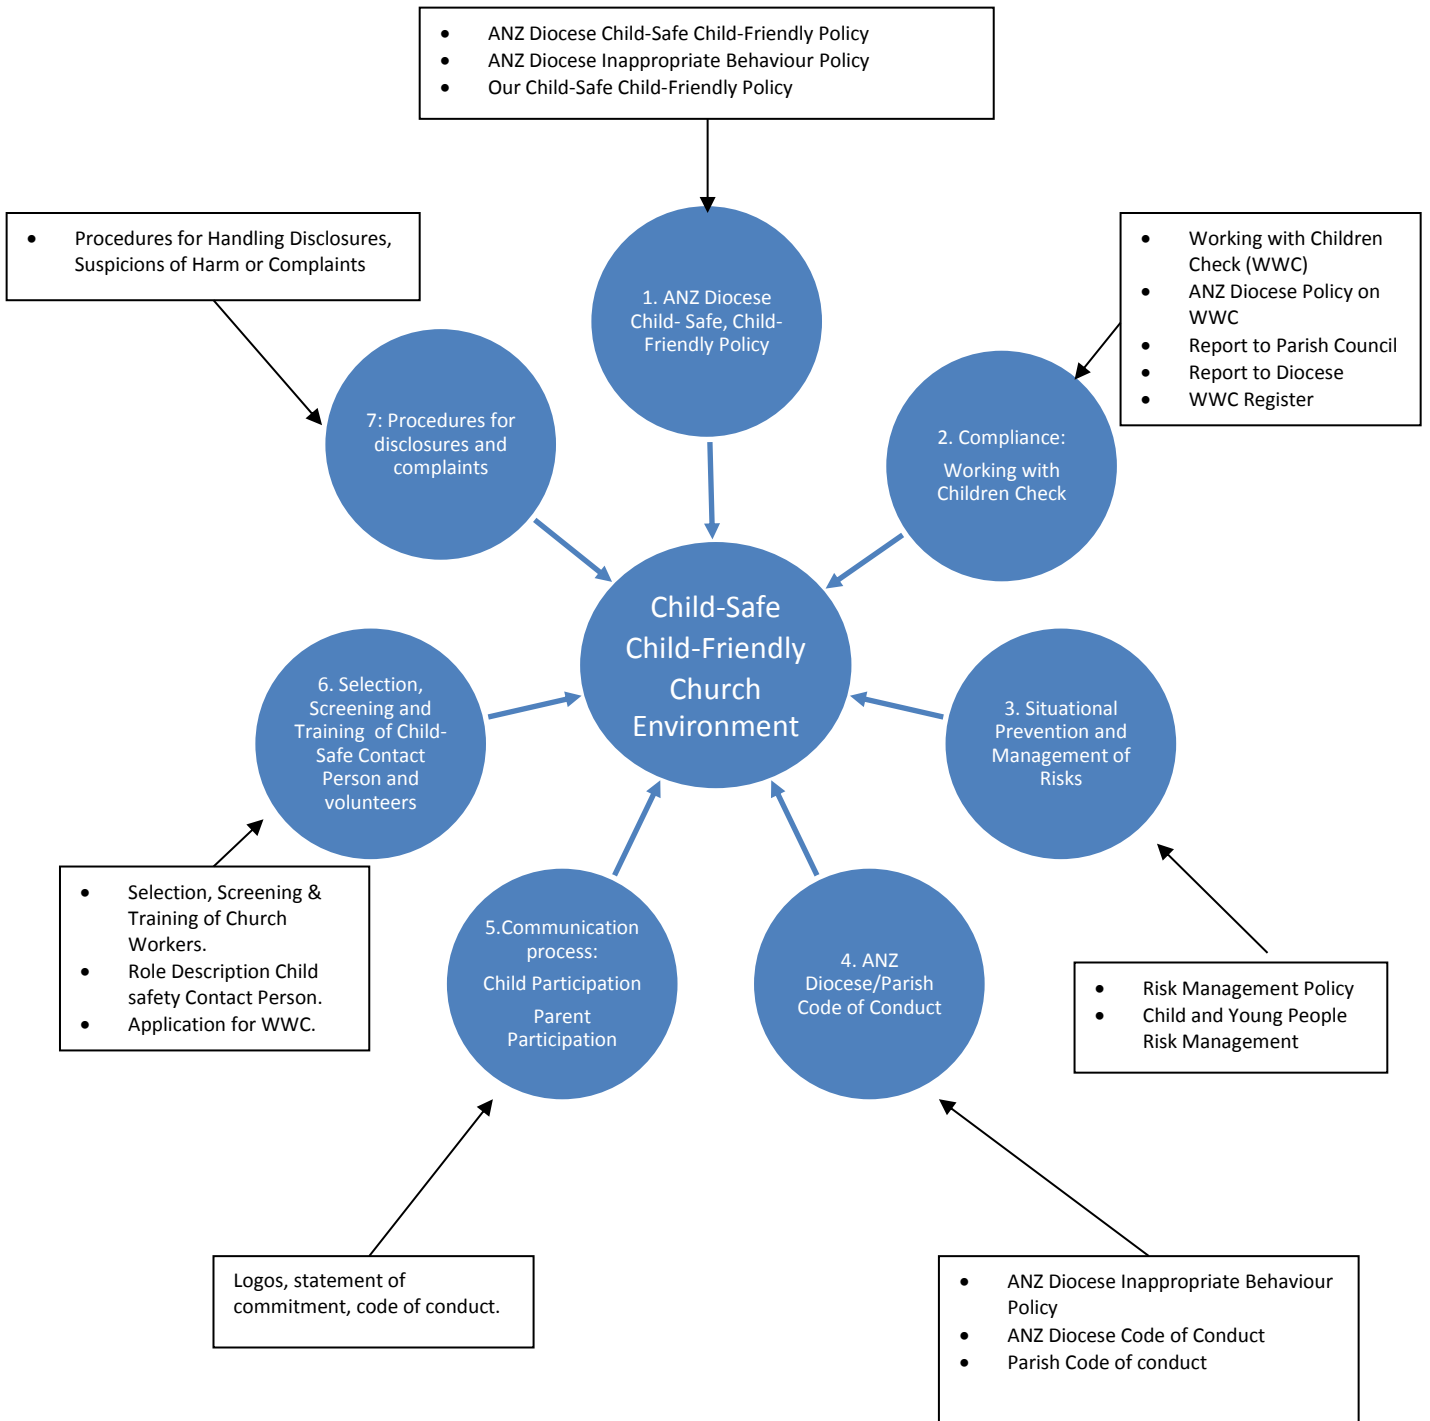 • ANZ Diocese Child-Safe Child-Friendly Policy
• ANZ Diocese Inappropriate Behaviour Policy
• Our Child-Safe Child-Friendly Policy
• Procedures for Handling Disclosures,
Suspicions of Harm or Complaints
• Working with Children
Check (WWC)
• ANZ Diocese Policy on
WWC
• Report to Parish Council
• Report to Diocese
• WWC Register
1. ANZ Diocese
Child- Safe, Child-
Friendly Policy
7: Procedures for
disclosures and
complaints
2. Compliance:
Working with
Children Check
Child-Safe
Child-Friendly
Church
Environment
6. Selection,
Screening and
Training of Child-
Safe Contact
Person and
volunteers
3. Situational
Prevention and
Management of
Risks
• Selection, Screening &
Training of Church
Workers.
• Role Description Child
safety Contact Person.
• Application for WWC.
5.Communication
process:
Child Participation
Parent
Participation
4. ANZ
Diocese/Parish
Code of Conduct
• Risk Management Policy
• Child and Young People
Risk Management
Logos, statement of
commitment, code of conduct.
• ANZ Diocese Inappropriate Behaviour
Policy
• ANZ Diocese Code of Conduct
• Parish Code of conduct